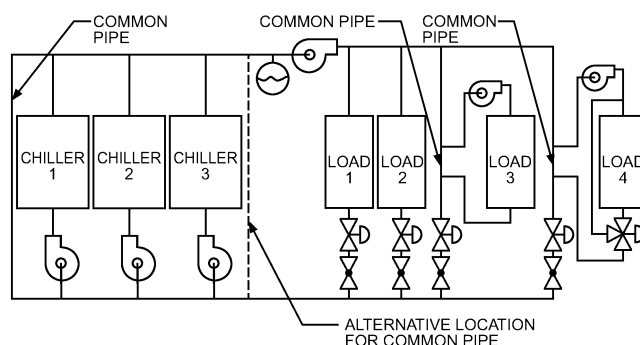 COMMON
PIPE
COMMON PIPE
COMMON
PIPE
CHILLER
1
CHILLER
2
CHILLER
3
LOAD
1
LOAD
2
LOAD
3
LOAD
4
ALTERNATIVE LOCATION
FOR COMMON PIPE